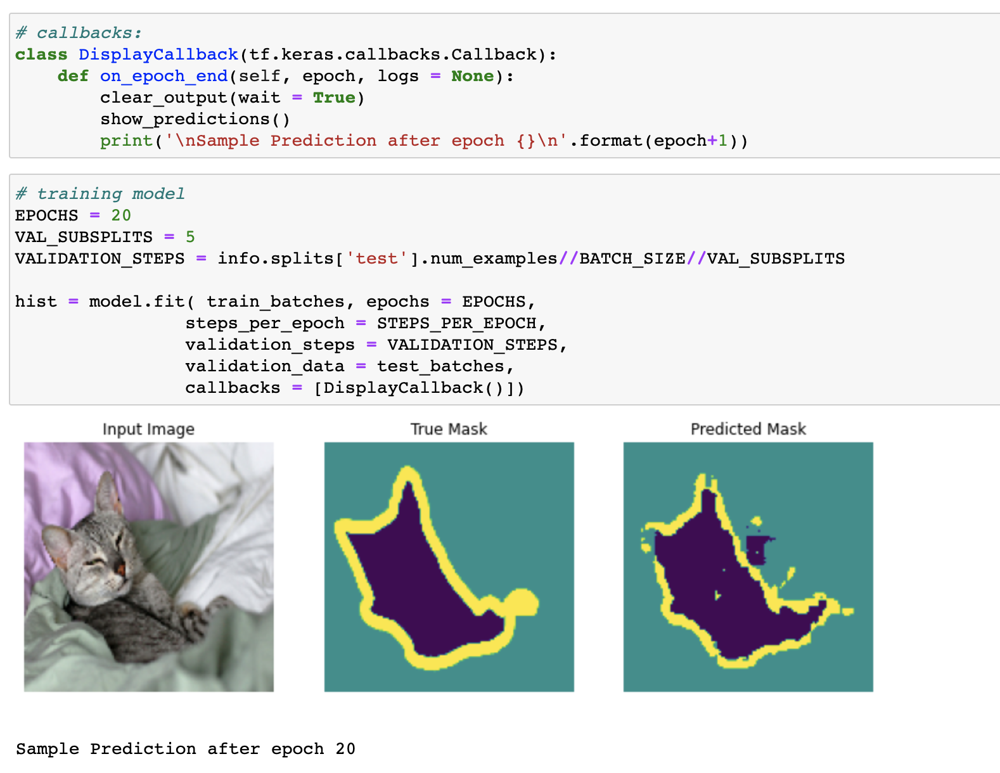 # callbacks:
class DisplayCallback(tf.keras.callbacks.Callback):
    def on_epoch_end(self, epoch, logs = None):
        clear_output(wait = True)
        show_predictions()
        print('\nSample Prediction after epoch {}\n'.format(epoch+1))
# training model
EPOCHS = 20
VAL_SUBSPLITS = 5
VALIDATION_STEPS = info.splits['test'].num_examples//BATCH_SIZE//VAL_SUBSPLITS
hist = model.fit( train_batches, epochs = EPOCHS,
                steps_per_epoch = STEPS_PER_EPOCH,
                validation_steps = VALIDATION_STEPS,
                validation_data = test_batches,
                callbacks = [DisplayCallback()])
Input Image True Mask Predicted Mask
Sample Prediction after epoch 20